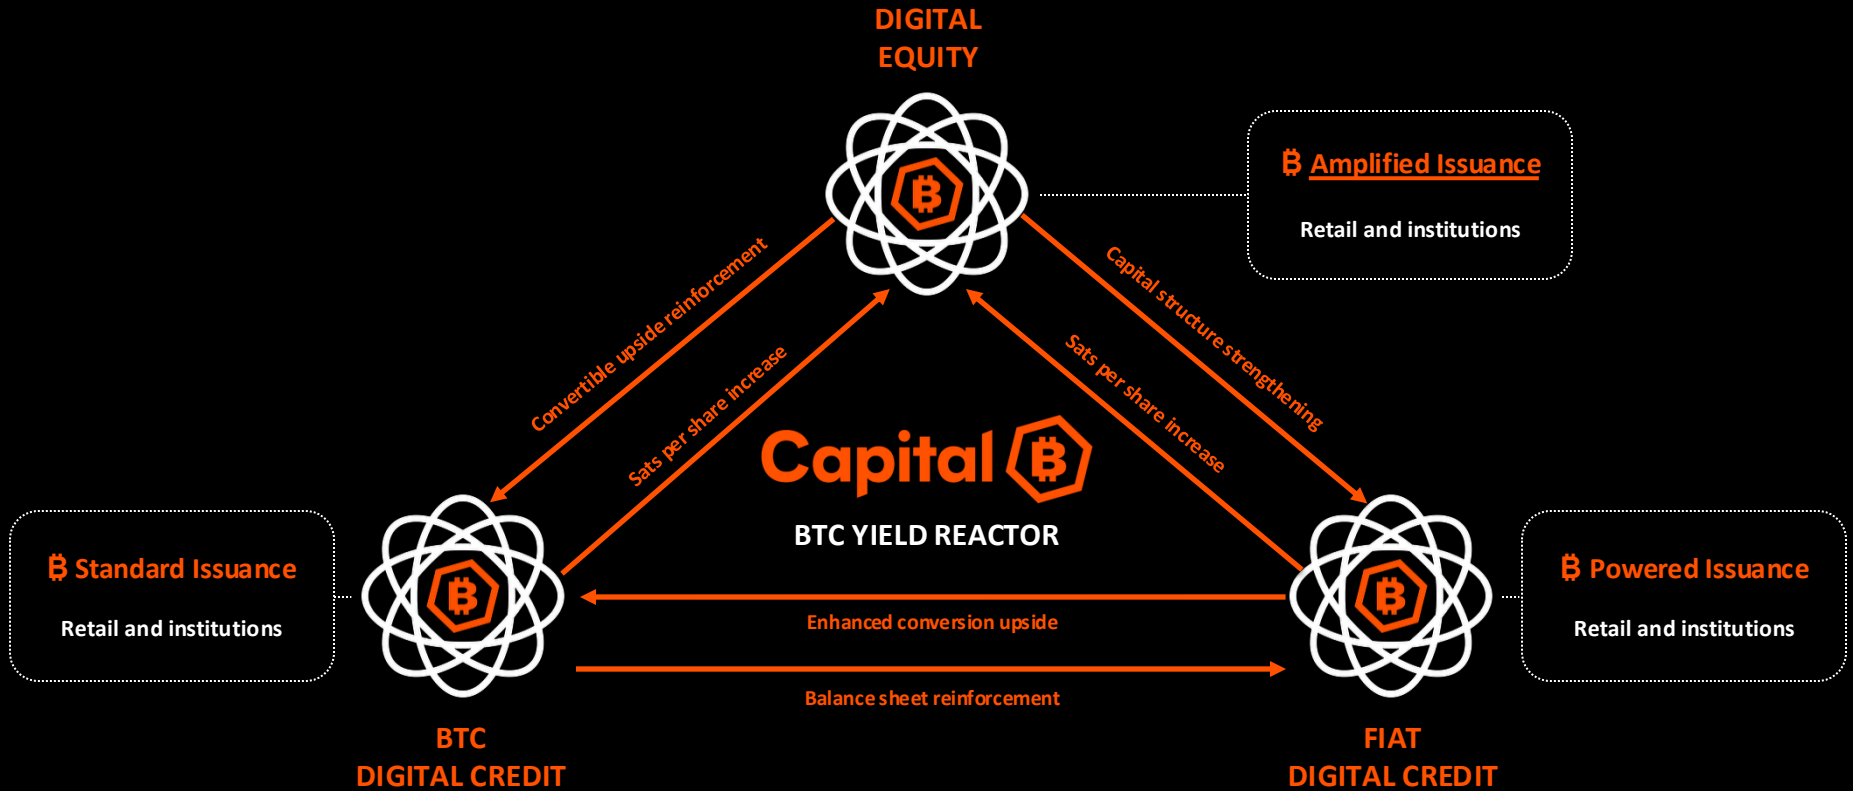 DIGITAL
EQUITY
₿ Amplified Issuance
Retail and institutions
Convertible upside reinforcement
Sats per share increase
Sats per share increase
Capital structure strengthening
Capital ₿
BTC YIELD REACTOR
₿ Standard Issuance
Retail and institutions
₿ Powered Issuance
Retail and institutions
Enhanced conversion upside
Balance sheet reinforcement
BTC
DIGITAL CREDIT
FIAT
DIGITAL CREDIT